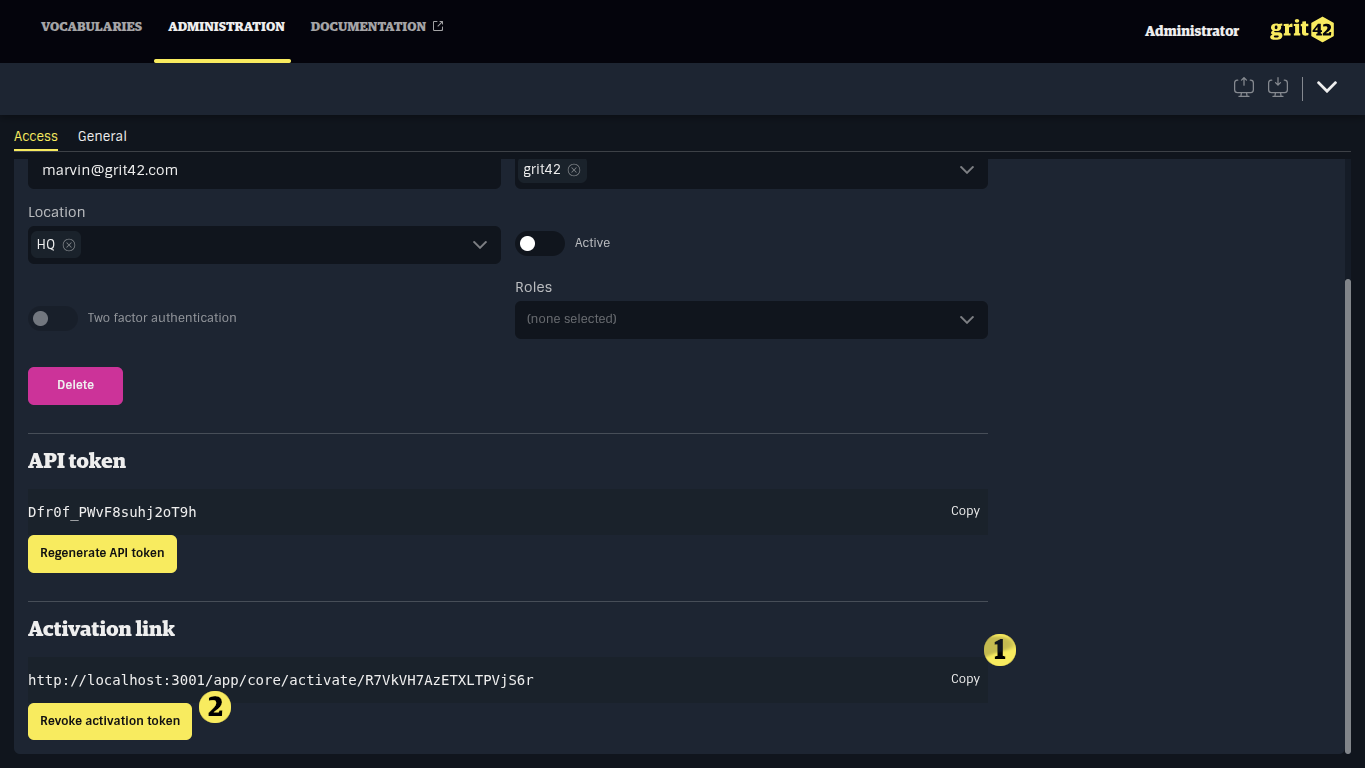 VOCABULARIES ADMINISTRATION DOCUMENTATION Administrator grit42
Access General
marvin@grit42.com grit42
Location
HQ Active
Roles
Two factor authentication (none selected)
Delete
API token
Dfr0f_PWvF8suhj2oT9h Copy
Regenerate API token
Activation link
1
http://localhost:3001/app/core/activate/R7VkVH7AzETXLTPVjS6r Copy
2
Revoke activation token